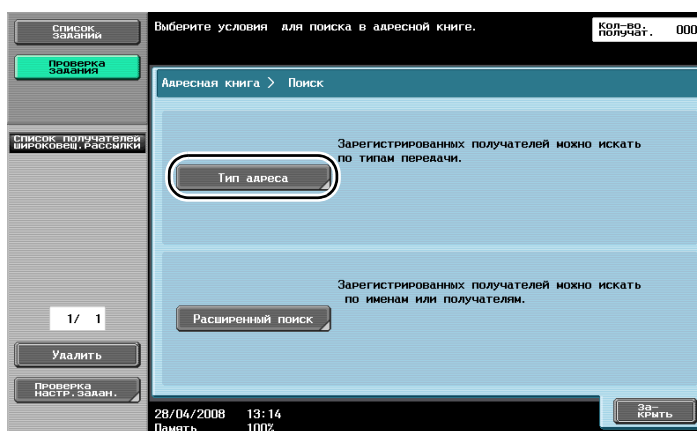 Список
заданий
Проверка
задания
Список получателей
широковещ.рассылки
1/ 1
Удалить
Проверка
настр.задан.
Выберите условия для поиска в адресной книге.
Кол-во.
получат.
000
Адресная книга > Поиск
Зарегистрированных получателей можно искать
по типам передачи.
Тип адреса
Зарегистрированных получателей можно искать
по именам или получателям.
Расширенный поиск
28/04/2008 13:14
Память 100%
За-
крыть